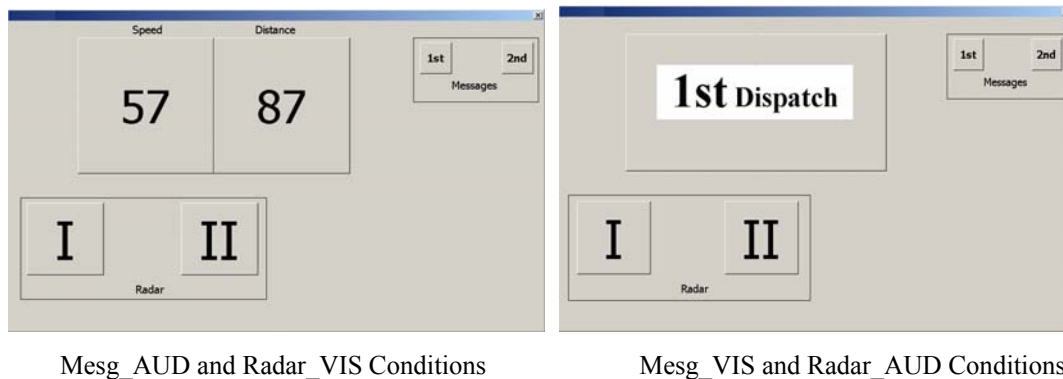 Speed Distance
57 87
1st 2nd
Messages
I II
Radar
1st Dispatch
1st 2nd
Messages
I II
Radar
Mesg_AUD and Radar_VIS Conditions
Mesg_VIS and Radar_AUD Conditions